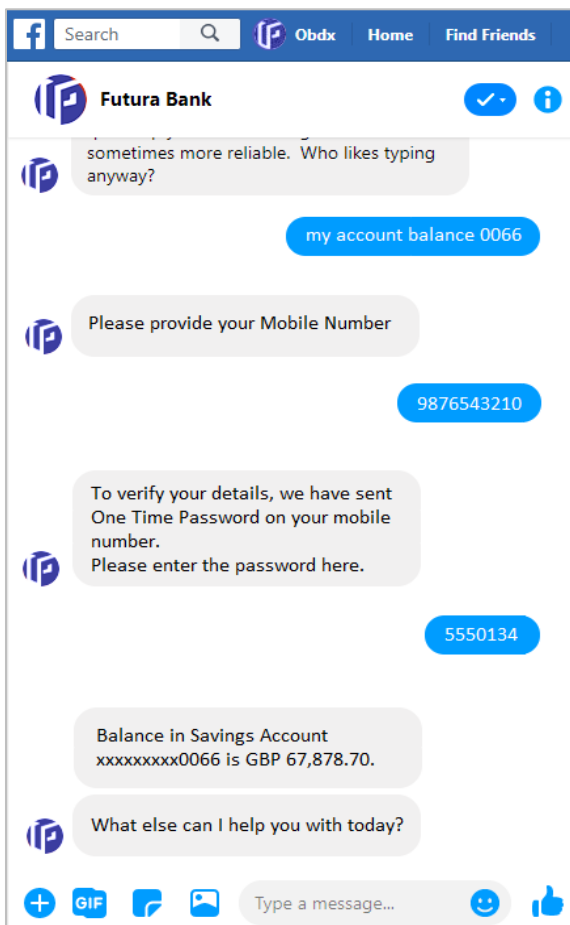 f
Search
Obdx
Home
Find Friends
Futura Bank
sometimes more reliable.  Who likes typing
anyway?
my account balance 0066
Please provide your Mobile Number
9876543210
To verify your details, we have sent
One Time Password on your mobile
number.
Please enter the password here.
5550134
Balance in Savings Account
xxxxxxxxx0066 is GBP 67,878.70.
What else can I help you with today?
GIF
Type a message...